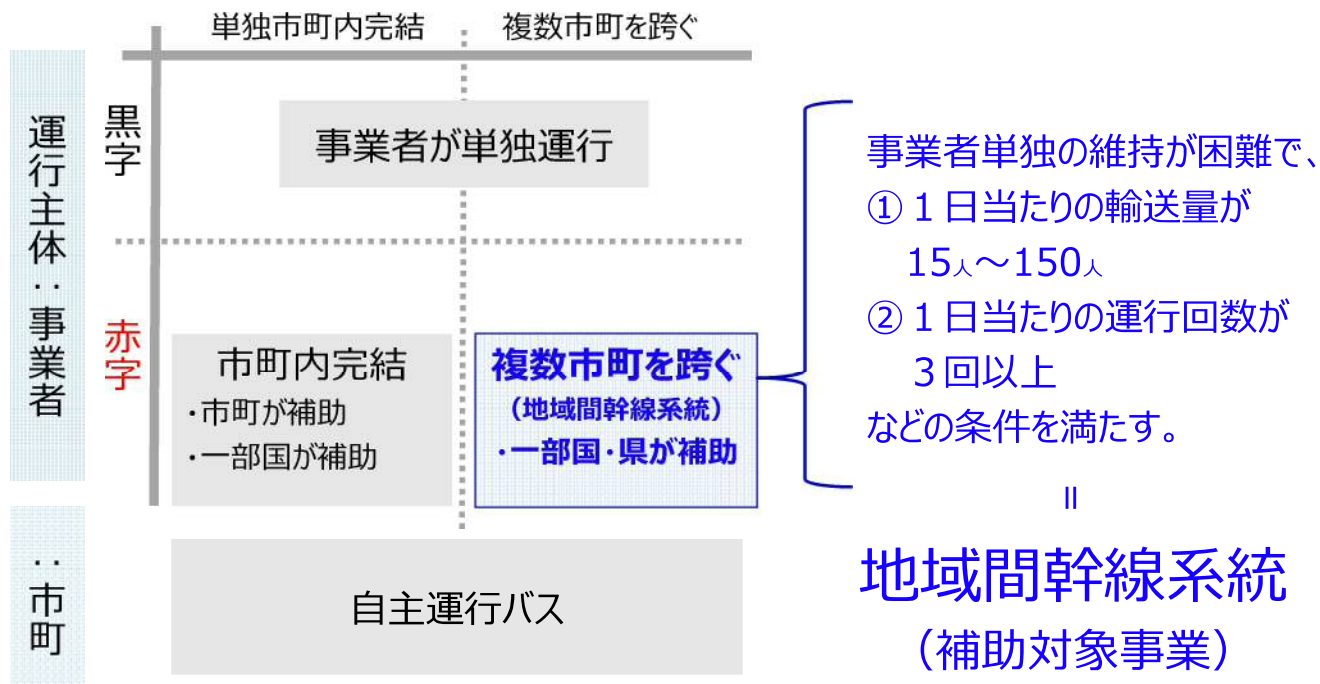 単独市町内完結
複数市町を跨ぐ
運行主体：事業者
黒字
事業者が単独運行
赤字
市町内完結
・市町が補助
・一部国が補助
複数市町を跨ぐ
（地域間幹線系統）
・一部国・県が補助
：市町
自主運行バス
事業者単独の維持が困難で、
①１日当たりの輸送量が
15人～150人
②１日当たりの運行回数が
３回以上
などの条件を満たす。
＝
地域間幹線系統
（補助対象事業）